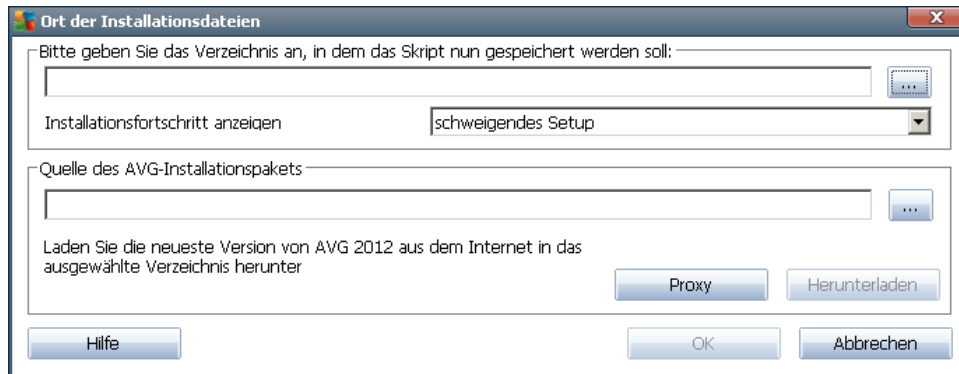 Ort der Installationsdateien
Bitte geben Sie das Verzeichnis an, in dem das Skript nun gespeichert werden soll:
...
Installationsfortschritt anzeigen
schweigendes Setup
Quelle des AVG-Installationspakets
...
Laden Sie die neueste Version von AVG 2012 aus dem Internet in das
ausgewählte Verzeichnis herunter
Proxy
Herunterladen
Hilfe
OK
Abbrechen